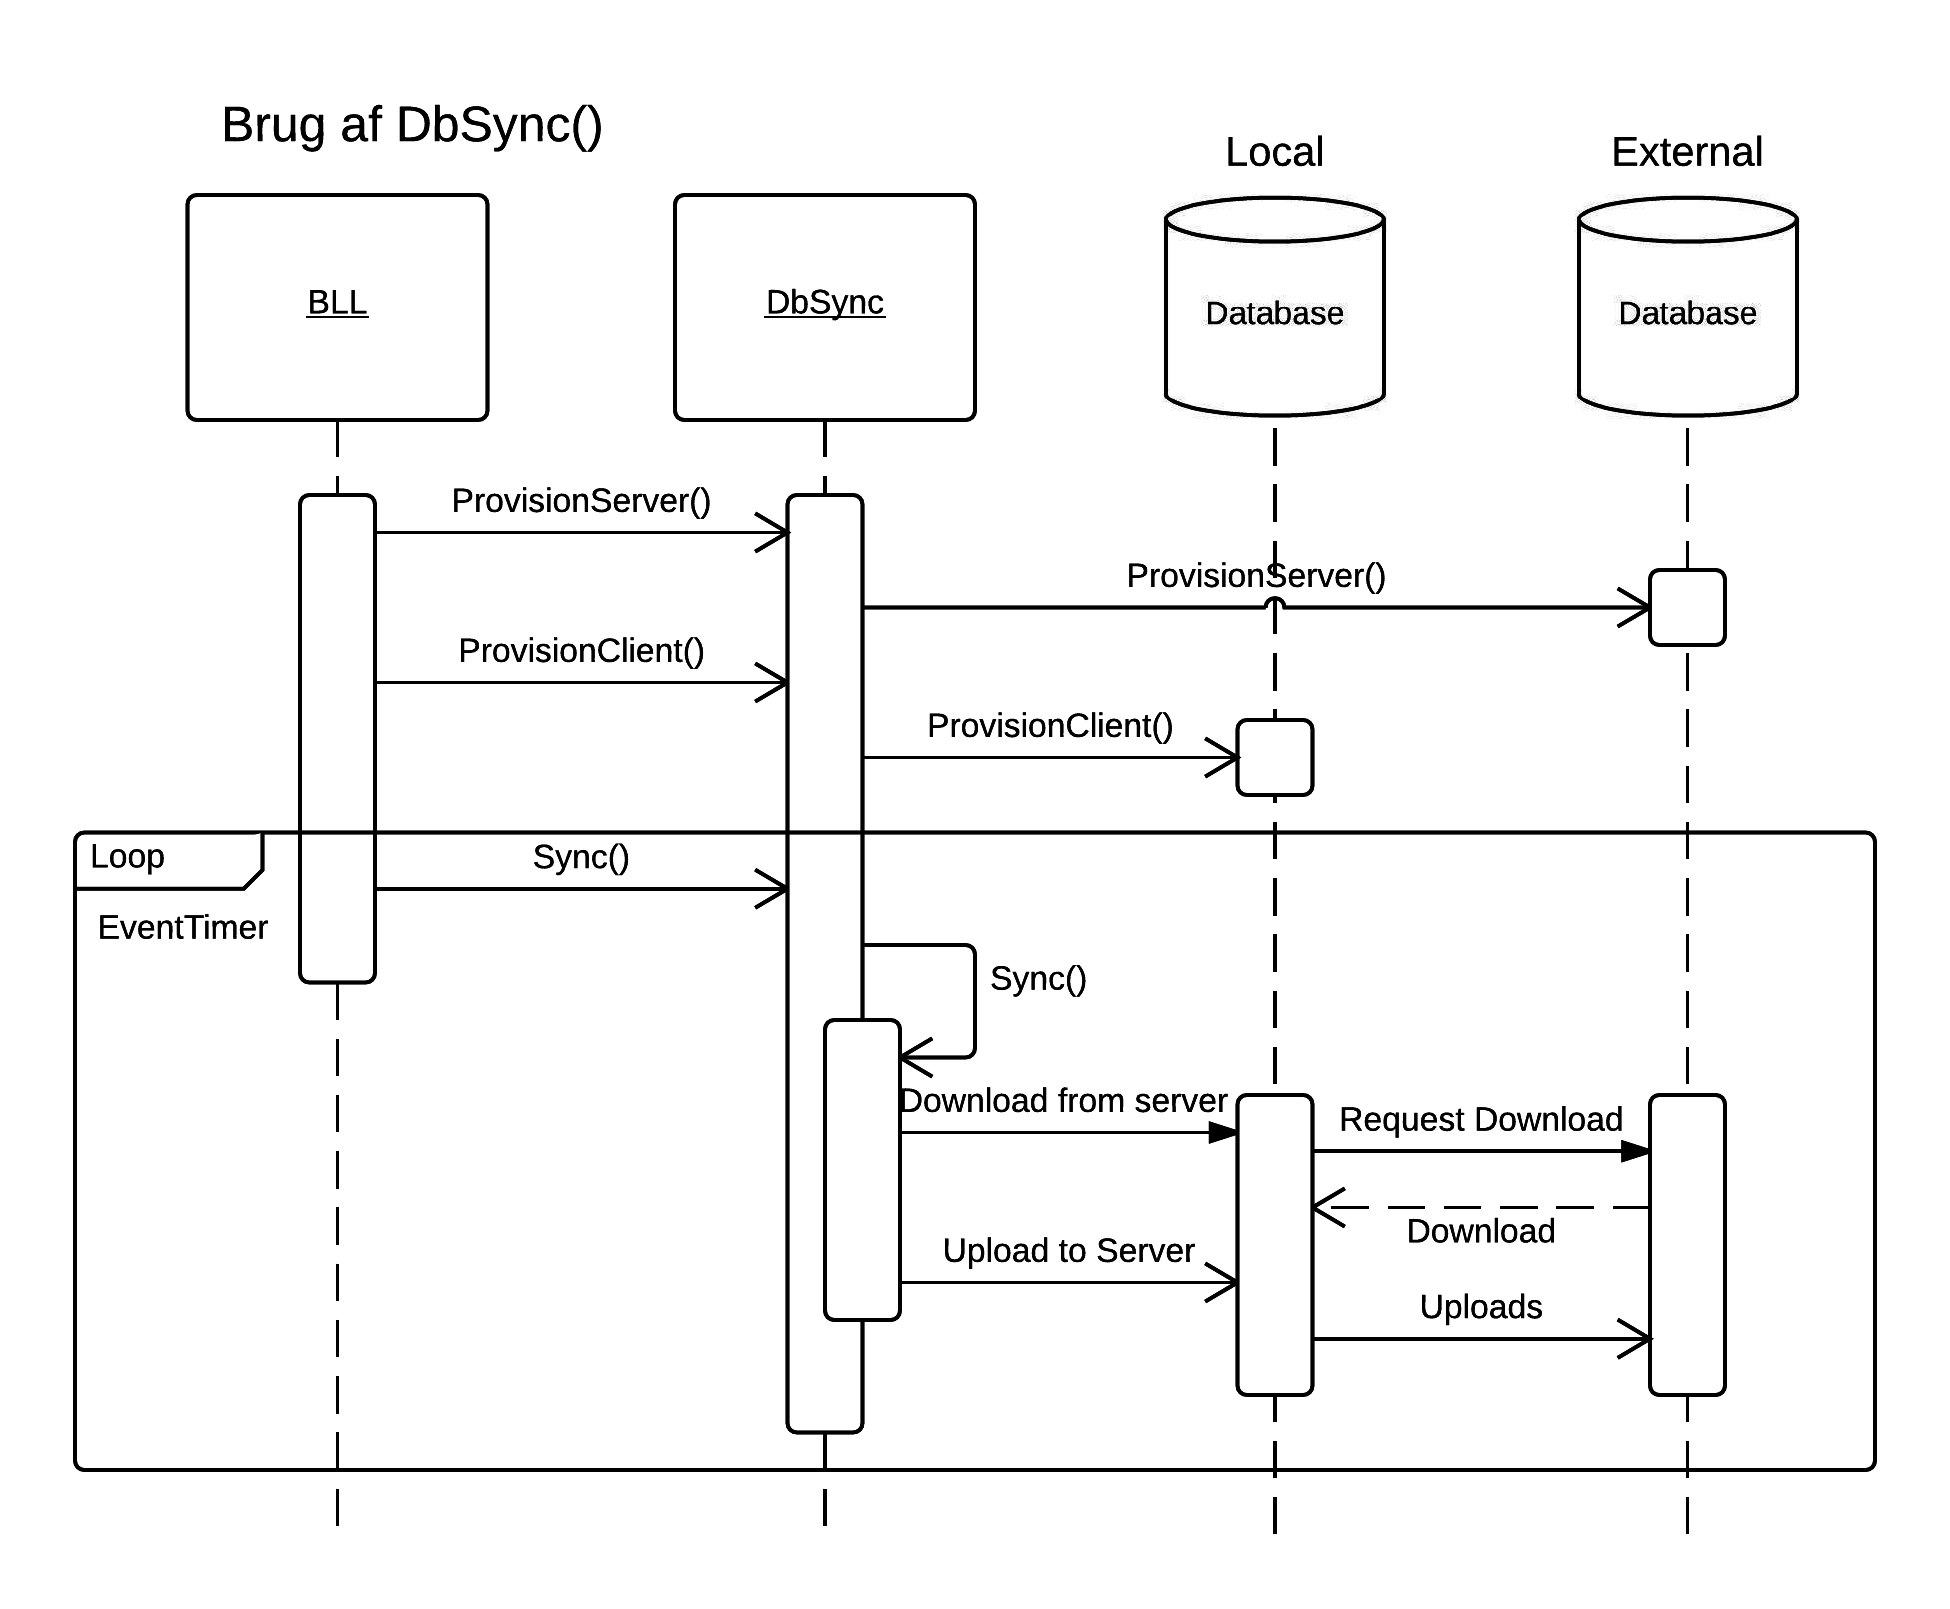 Brug af DbSync()
Local
External
BLL
DbSync
Database
Database
ProvisionServer()
ProvisionServer()
ProvisionClient()
ProvisionClient()
Loop
Sync()
EventTimer
Sync()
Download from server
Request Download
Download
Upload to Server
Uploads